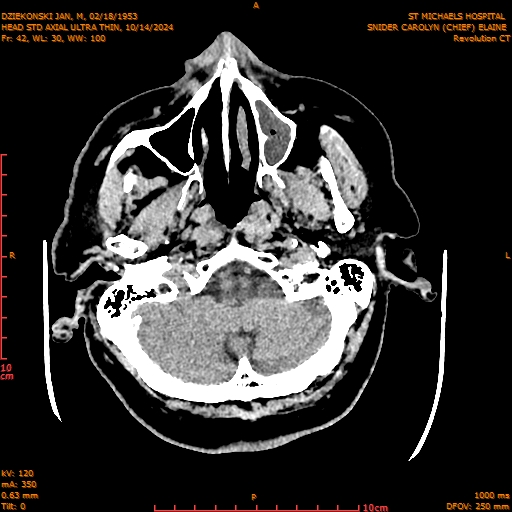 A
DZIEKONSKI JAN, M, 02/18/1953
HEAD STD AXIAL ULTRA THIN, 10/14/2024
Fr: 42, WL: 30, WW: 100
ST MICHAELS HOSPITAL
SNIDER CAROLYN (CHIEF) ELAINE
Revolution CT
R
L
10
cm
kV: 120
mA: 350
0.63 mm
Tilt: 0
P
10cm
1000 ms
DFOV: 250 mm